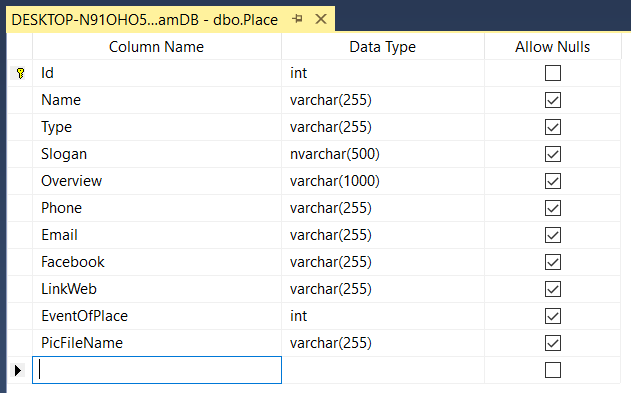 DESKTOP-N91OHO5...amDB - dbo.Place
Column Name Data Type Allow Nulls
Id int
Name varchar(255)
Type varchar(255)
Slogan nvarchar(500)
Overview varchar(1000)
Phone varchar(255)
Email varchar(255)
Facebook varchar(255)
LinkWeb varchar(255)
EventOfPlace int
PicFileName varchar(255)